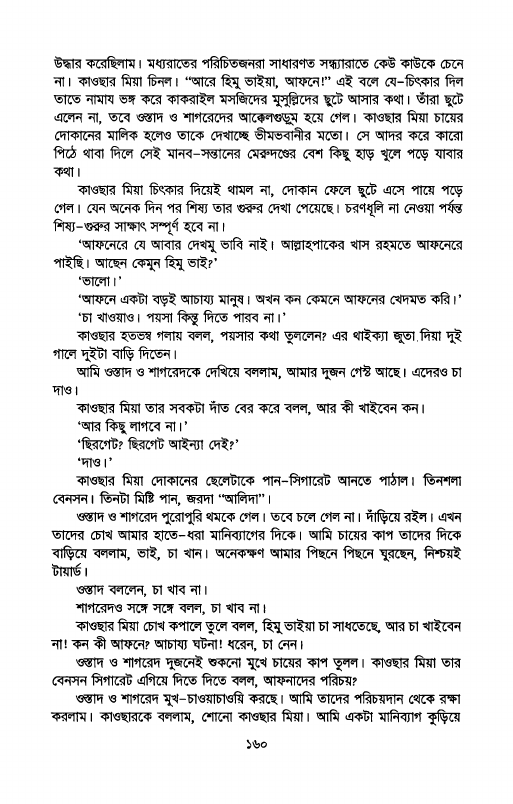 উদ্ধার করেছিলাম। মধ্যরাতের পরিচিতজনরা সাধারণত সন্ধ্যারাতে কেউ কাউকে চেনে
না। কাওছার মিয়া চিনল। “আরে হিমু ভাইয়া, আফনে!” এই বলে যে-চিৎকার দিল
তাতে নামায ভঙ্গ করে কাকরাইল মসজিদের মুসুল্লিদের ছুটে আসার কথা। তাঁরা ছুটে
এলেন না, তবে ওস্তাদ ও শাগরেদের আক্কেলগুড়ুম হয়ে গেল। কাওছার মিয়া চায়ের
দোকানের মালিক হলেও তাকে দেখাচ্ছে ভীমভবানীর মতো। সে আদর করে কারো
পিঠে থাবা দিলে সেই মানব-সন্তানের মেরুদণ্ডের বেশ কিছু হাড় খুলে পড়ে যাবার
কথা।
কাওছার মিয়া চিৎকার দিয়েই থামল না, দোকান ফেলে ছুটে এসে পায়ে পড়ে
গেল। যেন অনেক দিন পর শিষ্য তার গুরুর দেখা পেয়েছে। চরণধূলি না নেওয়া পর্যন্ত
শিষ্য-গুরুর সাক্ষাৎ সম্পূর্ণ হবে না।
‘আফনেরে যে আবার দেখমু ভাবি নাই। আল্লাহপাকের খাস রহমতে আফনেরে
পাইছি। আছেন কেমুন হিমু ভাই?’
‘ভালো।’
‘আফনে একটা বড়ই আচায্য মানুষ। অখন কন কেমনে আফনের খেদমত করি।’
‘চা খাওয়াও। পয়সা কিন্তু দিতে পারব না।’
কাওছার হতভম্ব গলায় বলল, পয়সার কথা তুললেন? এর থাইক্যা জুতা দিয়া দুই
গালে দুইটা বাড়ি দিতেন।
আমি ওস্তাদ ও শাগরেদকে দেখিয়ে বললাম, আমার দুজন গেস্ট আছে। এদেরও চা
দাও।
কাওছার মিয়া তার সবকটা দাঁত বের করে বলল, আর কী খাইবেন কন।
‘আর কিছু লাগবে না।’
‘ছিরগেট? ছিরগেট আইন্যা দেই?’
‘দাও।’
কাওছার মিয়া দোকানের ছেলেটাকে পান-সিগারেট আনতে পাঠাল। তিনশলা
বেনসন। তিনটা মিষ্টি পান, জরদা “আলিদা”।
ওস্তাদ ও শাগরেদ পুরোপুরি থমকে গেল। তবে চলে গেল না। দাঁড়িয়ে রইল। এখন
তাদের চোখ আমার হাতে-ধরা মানিব্যাগের দিকে। আমি চায়ের কাপ তাদের দিকে
বাড়িয়ে বললাম, ভাই, চা খান। অনেকক্ষণ আমার পিছনে পিছনে ঘুরছেন, নিশ্চয়ই
টায়ার্ড।
ওস্তাদ বললেন, চা খাব না।
শাগরেদও সঙ্গে সঙ্গে বলল, চা খাব না।
কাওছার মিয়া চোখ কপালে তুলে বলল, হিমু ভাইয়া চা সাধতেছে, আর চা খাইবেন
না! কন কী আফনে? আচায্য ঘটনা! ধরেন, চা নেন।
ওস্তাদ ও শাগরেদ দুজনেই শুকনো মুখে চায়ের কাপ তুলল। কাওছার মিয়া তার
বেনসন সিগারেট এগিয়ে দিতে দিতে বলল, আফনাদের পরিচয়?
ওস্তাদ ও শাগরেদ মুখ-চাওয়াচাওয়ি করছে। আমি তাদের পরিচয়দান থেকে রক্ষা
করলাম। কাওছারকে বললাম, শোনো কাওছার মিয়া। আমি একটা মানিব্যাগ কুড়িয়ে
১৬০